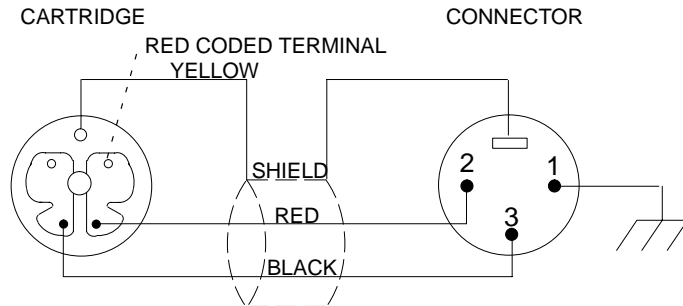 CARTRIDGE
CONNECTOR
RED CODED TERMINAL
YELLOW
SHIELD
2
1
RED
3
BLACK